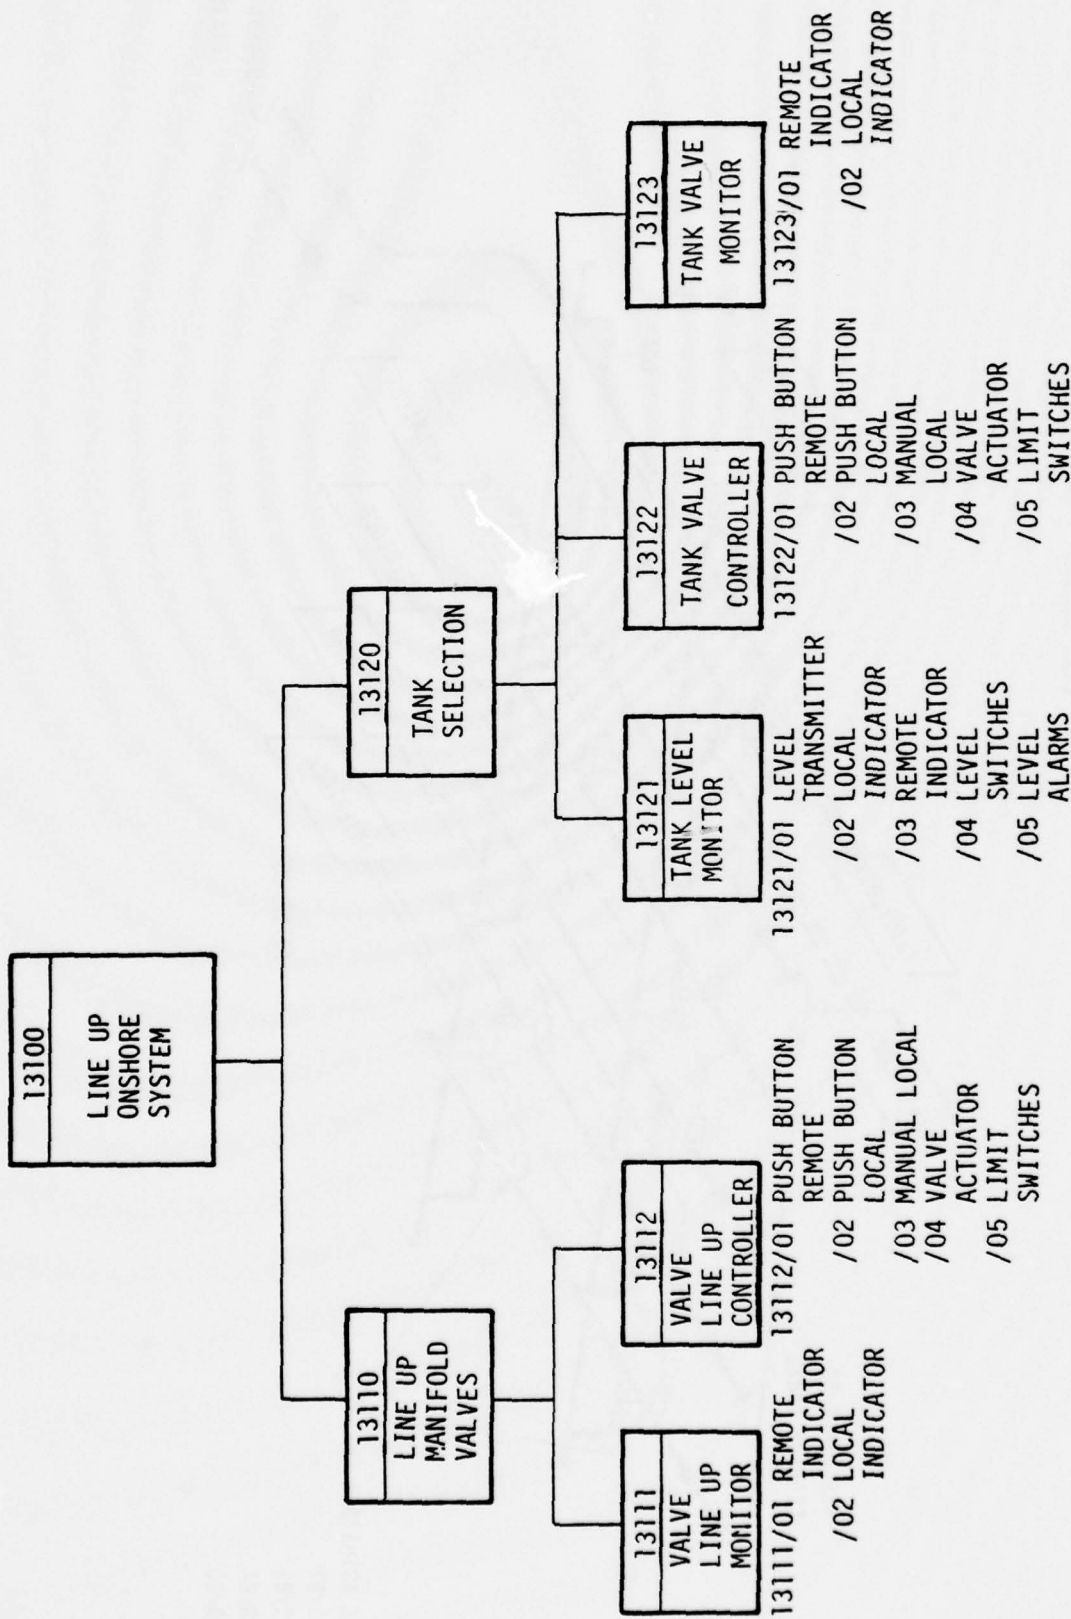 13100
LINE UP
ONSHORE
SYSTEM
13110
LINE UP
MANIFOLD
VALVES
13120
TANK
SELECTION
13111
VALVE
LINE UP
MONITOR
13111/01 REMOTE
INDICATOR
/02 LOCAL
INDICATOR
13112
VALVE
LINE UP
CONTROLLER
13112/01 PUSH BUTTON
REMOTE
/02 PUSH BUTTON
LOCAL
/03 MANUAL LOCAL
/04 VALVE
ACTUATOR
/05 LIMIT
SWITCHES
13121
TANK LEVEL
MONITOR
13121/01 LEVEL
TRANSMITTER
/02 LOCAL
INDICATOR
/03 REMOTE
INDICATOR
/04 LEVEL
SWITCHES
/05 LEVEL
ALARMS
13122
TANK VALVE
CONTROLLER
13122/01 PUSH BUTTON
REMOTE
/02 PUSH BUTTON
LOCAL
/03 MANUAL
LOCAL
/04 VALVE
ACTUATOR
/05 LIMIT
SWITCHES
13123
TANK VALVE
MONITOR
13123/01 REMOTE
INDICATOR
/02 LOCAL
INDICATOR